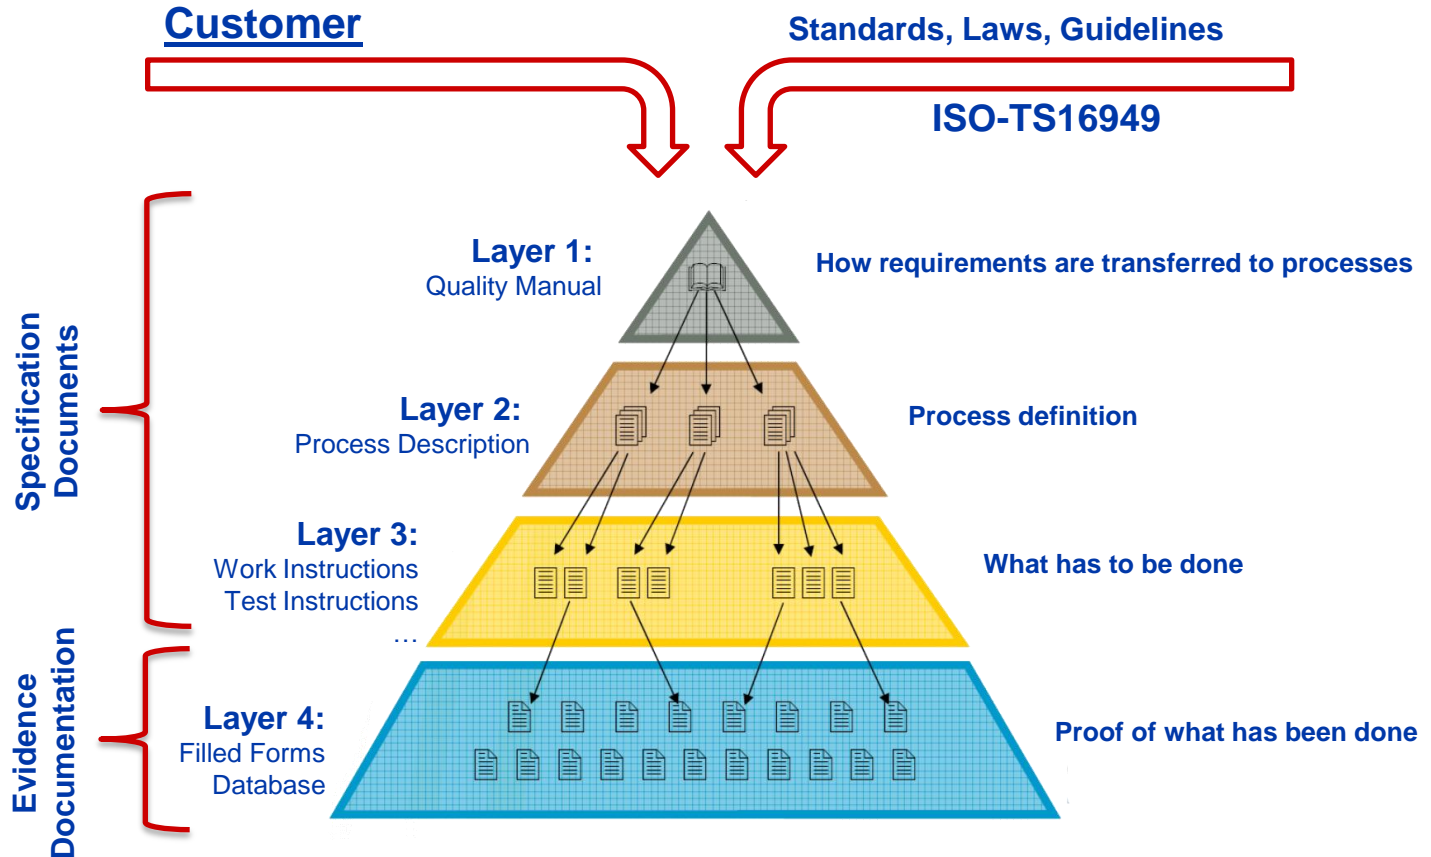 Customer
Standards, Laws, Guidelines
ISO-TS16949
Specification
Documents
Layer 1:
Quality Manual
How requirements are transferred to processes
Layer 2:
Process Description
Process definition
Layer 3:
Work Instructions
Test Instructions
…
What has to be done
Evidence
Documentation
Layer 4:
Filled Forms
Database
Proof of what has been done